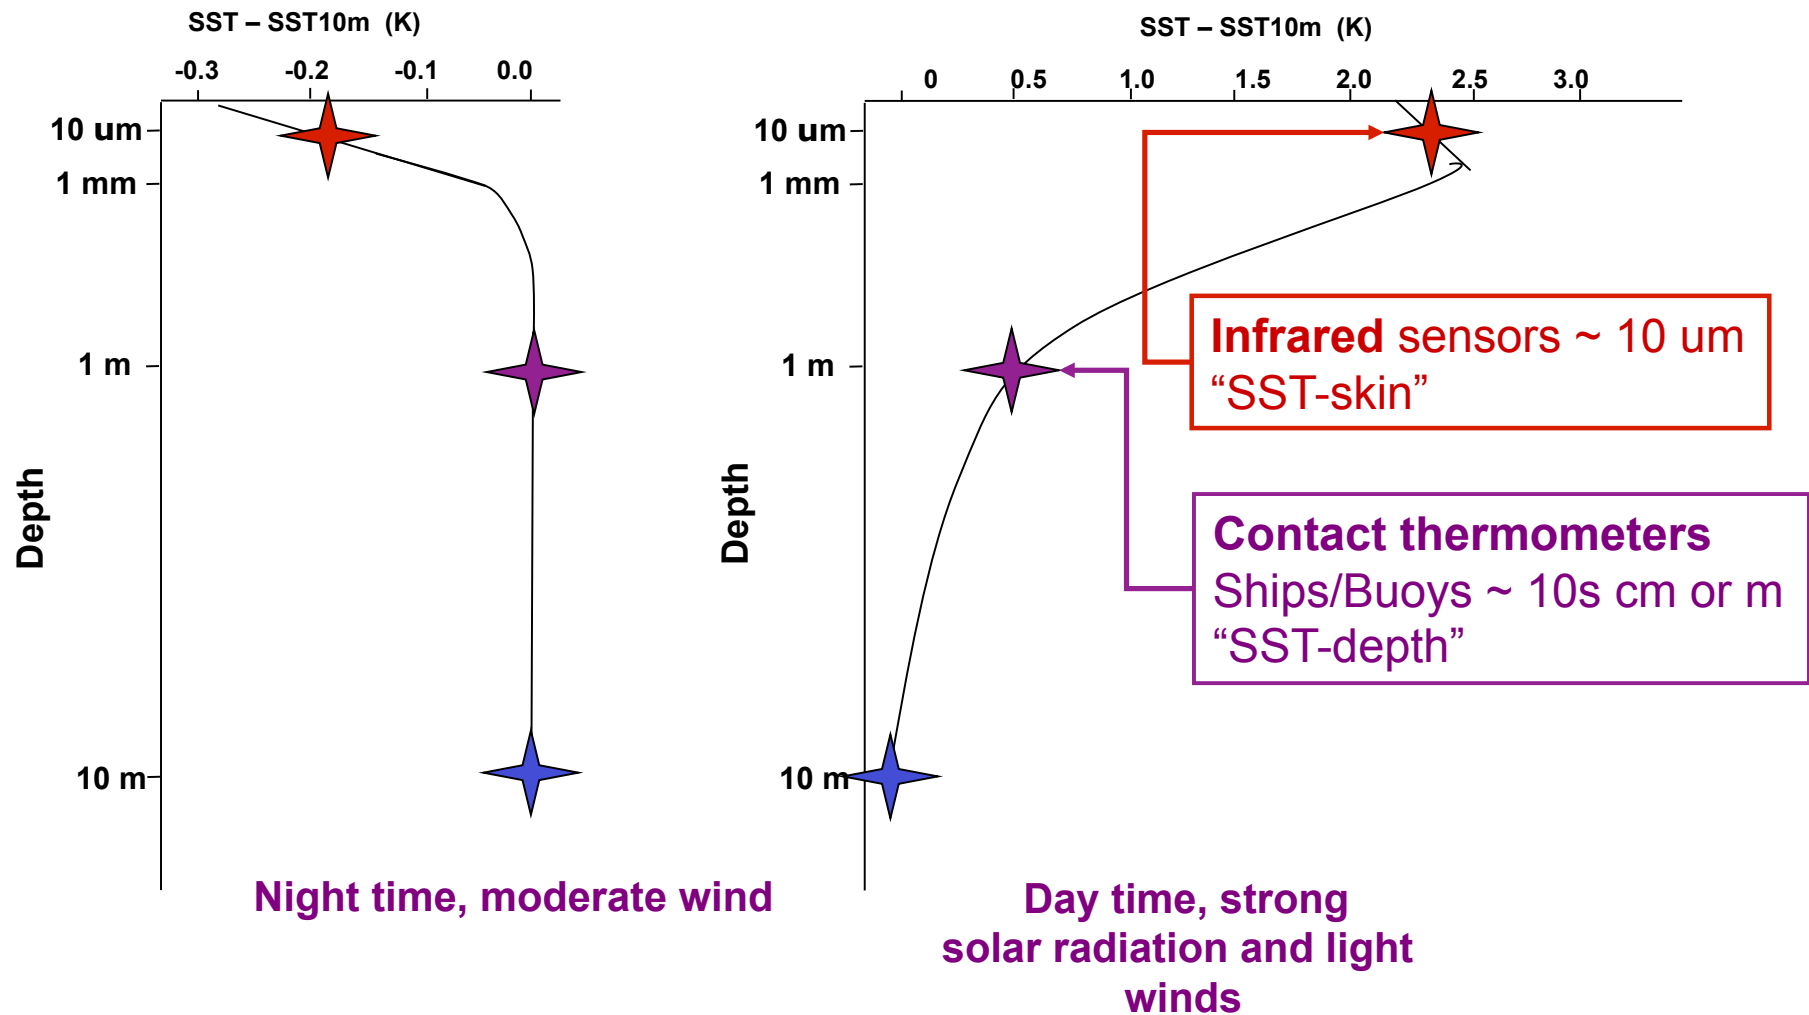 SST – SST10m (K)
-0.3 -0.2 -0.1 0.0
10 um
1 mm
1 m
10 m
Depth
Night time, moderate wind
SST – SST10m (K)
0 0.5 1.0 1.5 2.0 2.5 3.0
10 um
1 mm
1 m
10 m
Depth
Infrared sensors ~ 10 um
“SST-skin”
Contact thermometers
Ships/Buoys ~ 10s cm or m
“SST-depth”
Day time, strong
solar radiation and light
winds